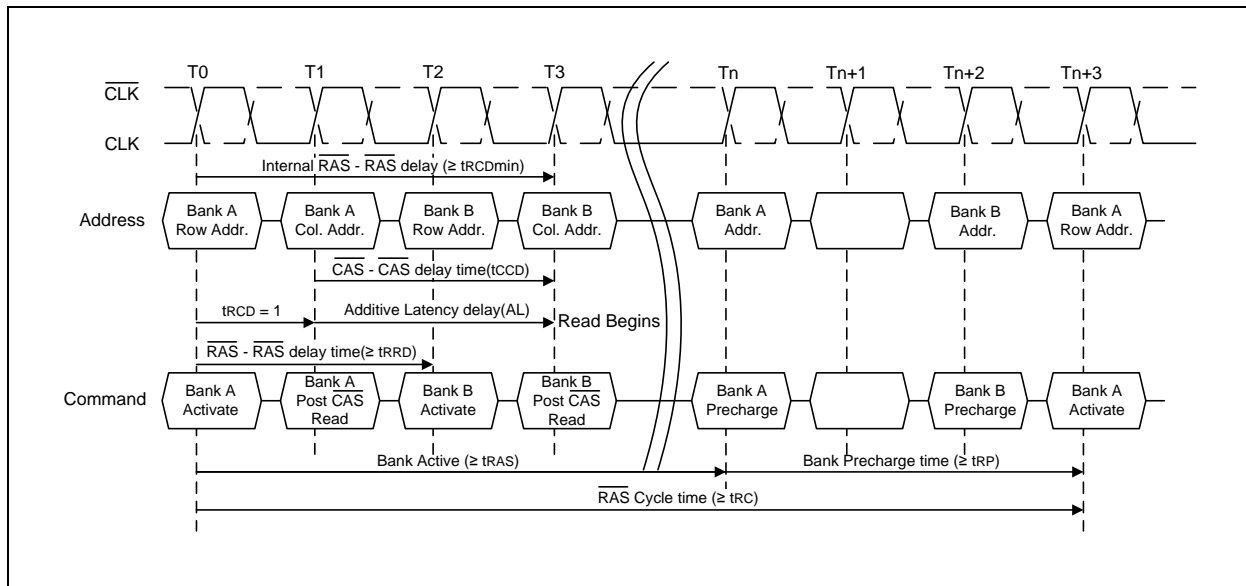 T0 T1 T2 T3 Tn Tn+1 Tn+2 Tn+3
CLK
CLK
Internal RAS - RAS delay (≥ tRCDmin)
Address
Bank A
Row Addr.
Bank A
Col. Addr.
Bank B
Row Addr.
Bank B
Col. Addr.
Bank A
Addr.
Bank B
Addr.
Bank A
Row Addr.
CAS - CAS delay time(tCCD)
tRCD = 1
Additive Latency delay(AL)
Read Begins
RAS - RAS delay time(≥ tRRD)
Command
Bank A
Activate
Bank A
Post CAS
Read
Bank B
Activate
Bank B
Post CAS
Read
Bank A
Precharge
Bank B
Precharge
Bank A
Activate
Bank Active (≥ tRAS)
Bank Precharge time (≥ tRP)
RAS Cycle time (≥ tRC)